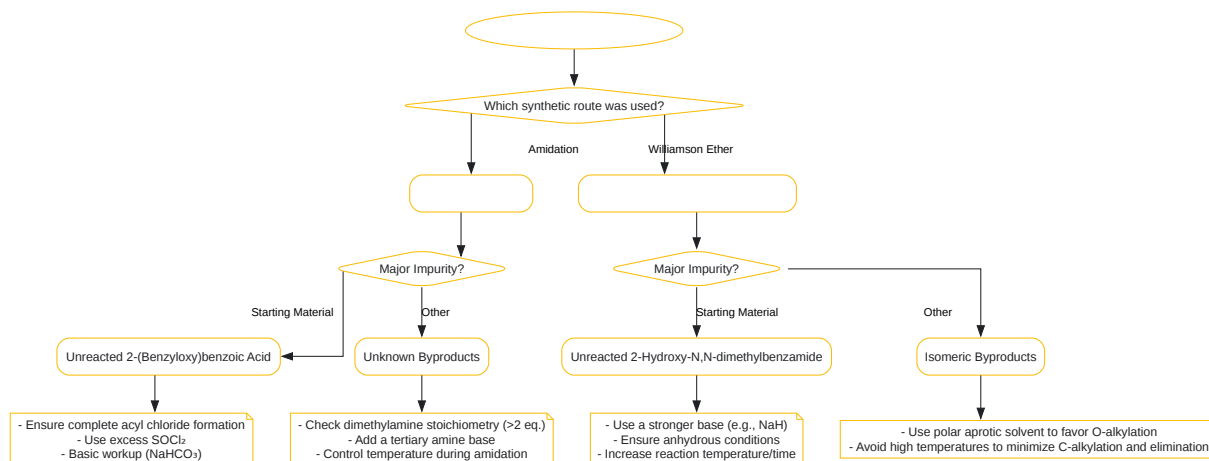 Which synthetic route was used?
Amidation
Williamson Ether
Major Impurity?
Major Impurity?
Starting Material
Other
Starting Material
Other
Unreacted 2-(Benzyloxy)benzoic Acid
Unknown Byproducts
Unreacted 2-Hydroxy-N,N-dimethylbenzamide
Isomeric Byproducts
- Ensure complete acyl chloride formation
- Use excess SOCl₂
- Basic workup (NaHCO₃)
- Check dimethylamine stoichiometry (>2 eq.)
- Add a tertiary amine base
- Control temperature during amidation
- Use a stronger base (e.g., NaH)
- Ensure anhydrous conditions
- Increase reaction temperature/time
- Use polar aprotic solvent to favor O-alkylation
- Avoid high temperatures to minimize C-alkylation and elimination